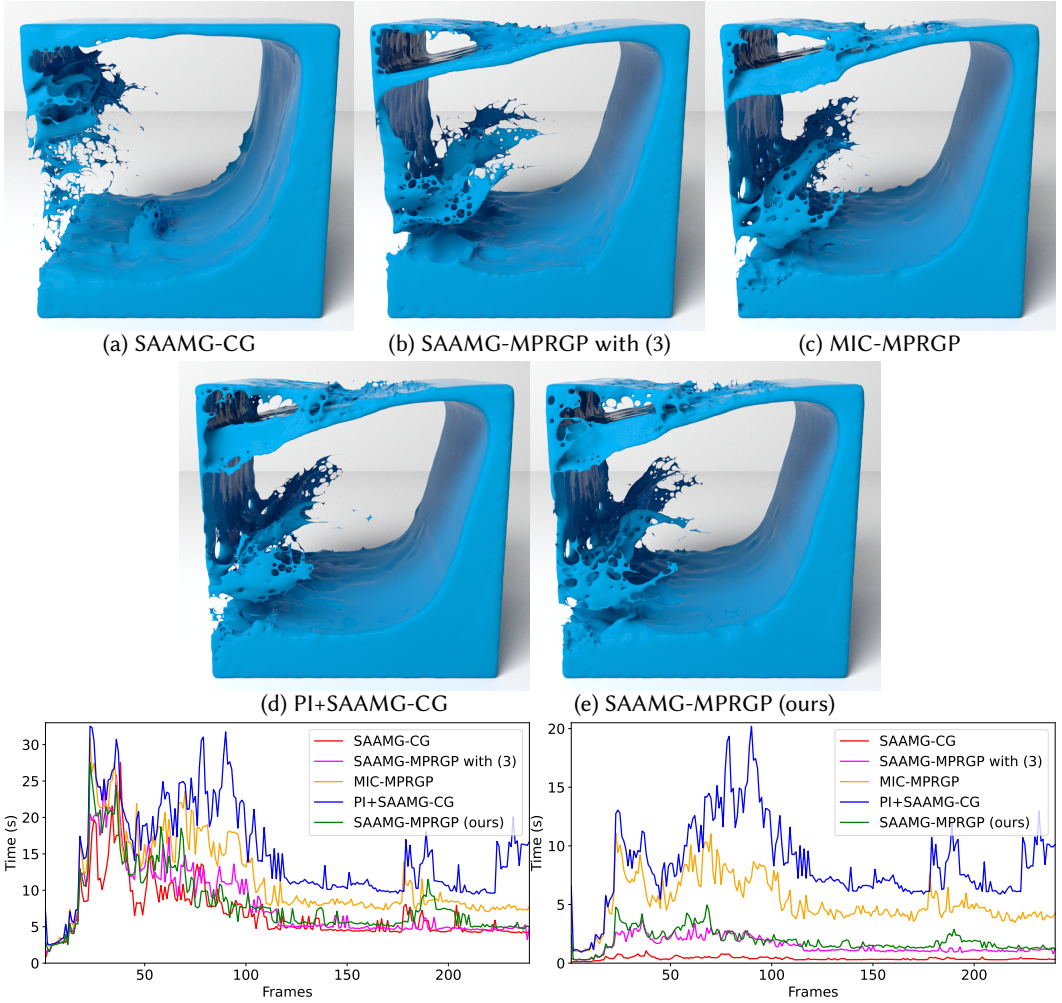 (a) SAAMG-CG
(b) SAAMG-MPRGP with (3)
(c) MIC-MPRGP
(d) PI+SAAMG-CG
(e) SAAMG-MPRGP (ours)
Time (s)
30
25
20
15
10
5
0
SAAMG-CG
SAAMG-MPRGP with (3)
MIC-MPRGP
PI+SAAMG-CG
SAAMG-MPRGP (ours)
50
100
150
200
Frames
Time (s)
20
15
10
5
0
SAAMG-CG
SAAMG-MPRGP with (3)
MIC-MPRGP
PI+SAAMG-CG
SAAMG-MPRGP (ours)
50
100
150
200
Frames